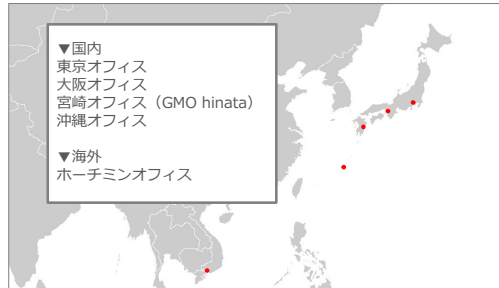 ▼国内
東京オフィス
大阪オフィス
宮崎オフィス（GMO hinata）
沖縄オフィス
▼海外
ホーチミンオフィス